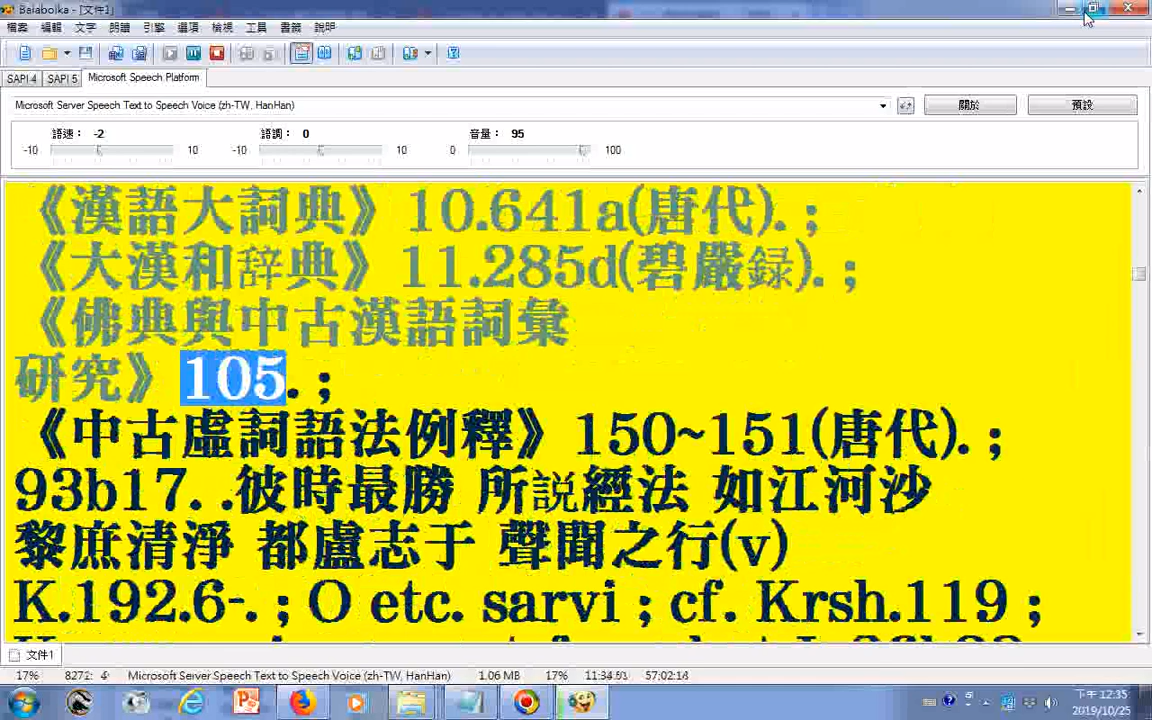 Balabolka - [文件1]
檔案 編輯 文字 朗讀 引擎 選項 檢視 工具 書籤 說明
SAPI 4 SAPI 5 Microsoft Speech Platform
Microsoft Server Speech Text to Speech Voice (zh-TW, HanHan) 關於 預設
語速： -2 語調： 0 音量： 95
-10 10 -10 10 0 100
《漢語大詞典》 10.641a(唐代). ;
《大漢和辞典》 11.285d(碧嚴録). ;
《佛典與中古漢語詞彙
研究》 105. ;
《中古虛詞語法例釋》 150~151(唐代). ;
93b17. .彼時最勝 所説經法 如江河沙
黎庶清淨 都盧志于 聲聞之行(v)
K.192.6-. ; O etc. sarvi ; cf. Krsh.119 ;
文件1
17% Microsoft Server Speech Text to Speech Voice (zh-TW, HanHan) 1.06 MB 17% 57:02:18
下午 12:35
2019/10/25